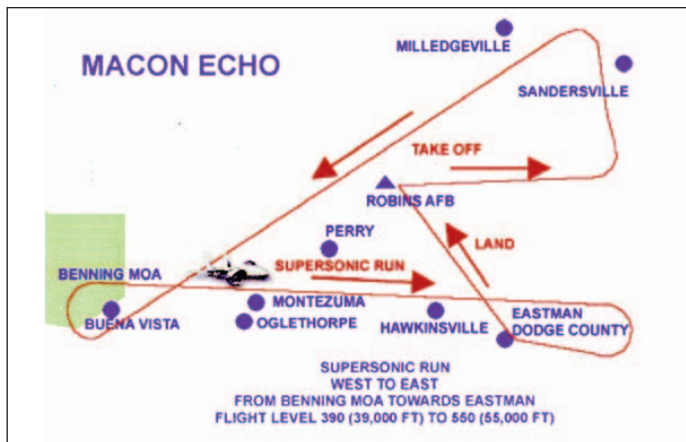 MACON ECHO
MILLEDGEVILLE
SANDERSVILLE
TAKE OFF
ROBINS AFB
PERRY
LAND
BENNING MOA
SUPERSONIC RUN
MONTEZUMA
EASTMAN
DODGE COUNTY
BUENA VISTA
OGLETHORPE
HAWKINSVILLE
SUPERSONIC RUN
WEST TO EAST
FROM BENNING MOA TOWARDS EASTMAN
FLIGHT LEVEL 390 (39,000 FT) TO 550 (55,000 FT)